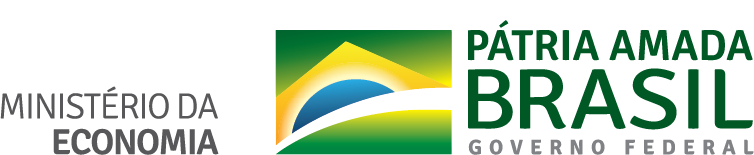 MINISTÉRIO DA
ECONOMIA
PÁTRIA AMADA
BRASIL
GOVERNO FEDERAL